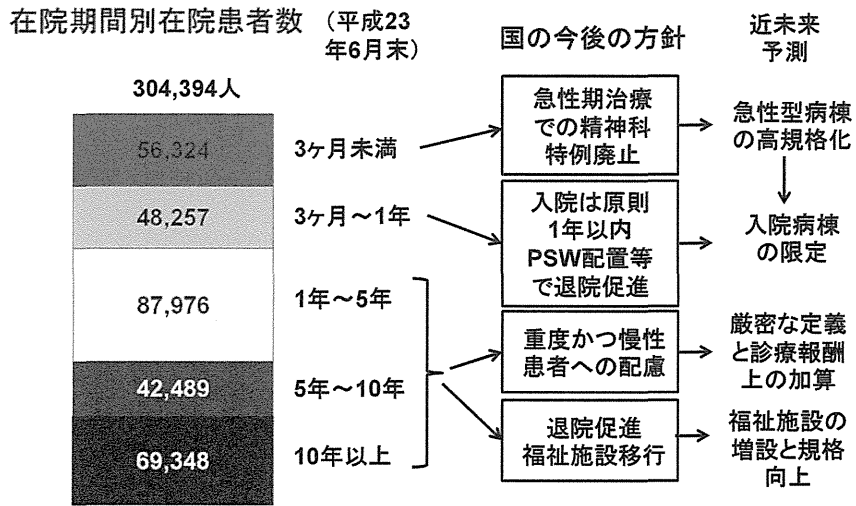 在院期間別在院患者数
（平成23
年6月末）
国の今後の方針
近未来
予測
304,394人
56,324
3ヶ月未満
急性期治療
での精神科
特例廃止
急性型病棟
の高規格化
48,257
3ヶ月～1年
入院は原則
1年以内
PSW配置等
で退院促進
入院病棟
の限定
87,976
1年～5年
重度かつ慢性
患者への配慮
厳密な定義
と診療報酬
上の加算
42,489
5年～10年
69,348
10年以上
退院促進
福祉施設移行
福祉施設の
増設と規格
向上